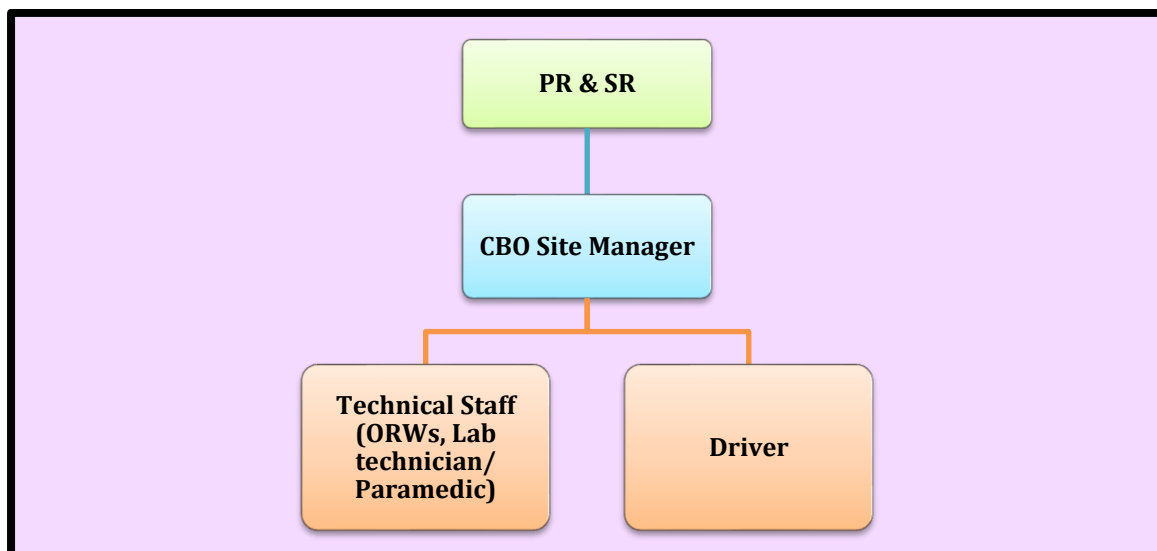 PR & SR
CBO Site Manager
Technical Staff
(ORWs, Lab
technician/
Paramedic)
Driver